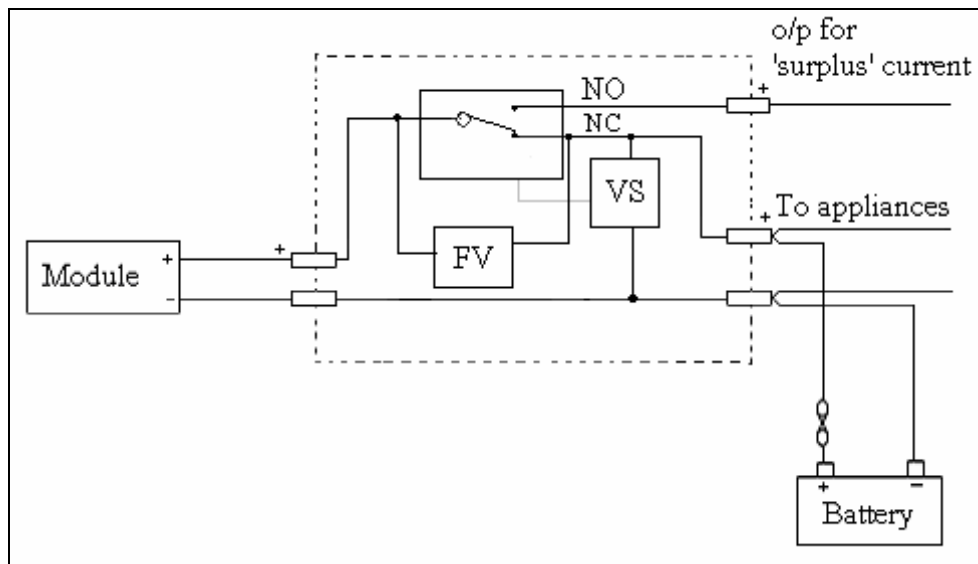 o/p for
'surplus' current
+
NO
NC
VS
+
To appliances
+
FV
Module
+
−
+
−
Battery